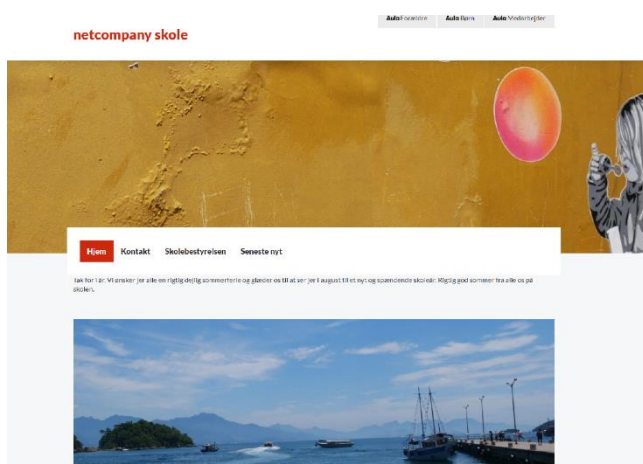 Aula Forældre Aula Børn Aula Medarbejder
netcompany skole
Hjem Kontakt Skolebestyrelsen Seneste nyt
Tak for i år. Vi ønsker jer alle en rigtig dejlig sommerferie og glæder os til at ser jer i august til et nyt og spændende skoleår. Rigtig god sommer fra alle os på
skolen.